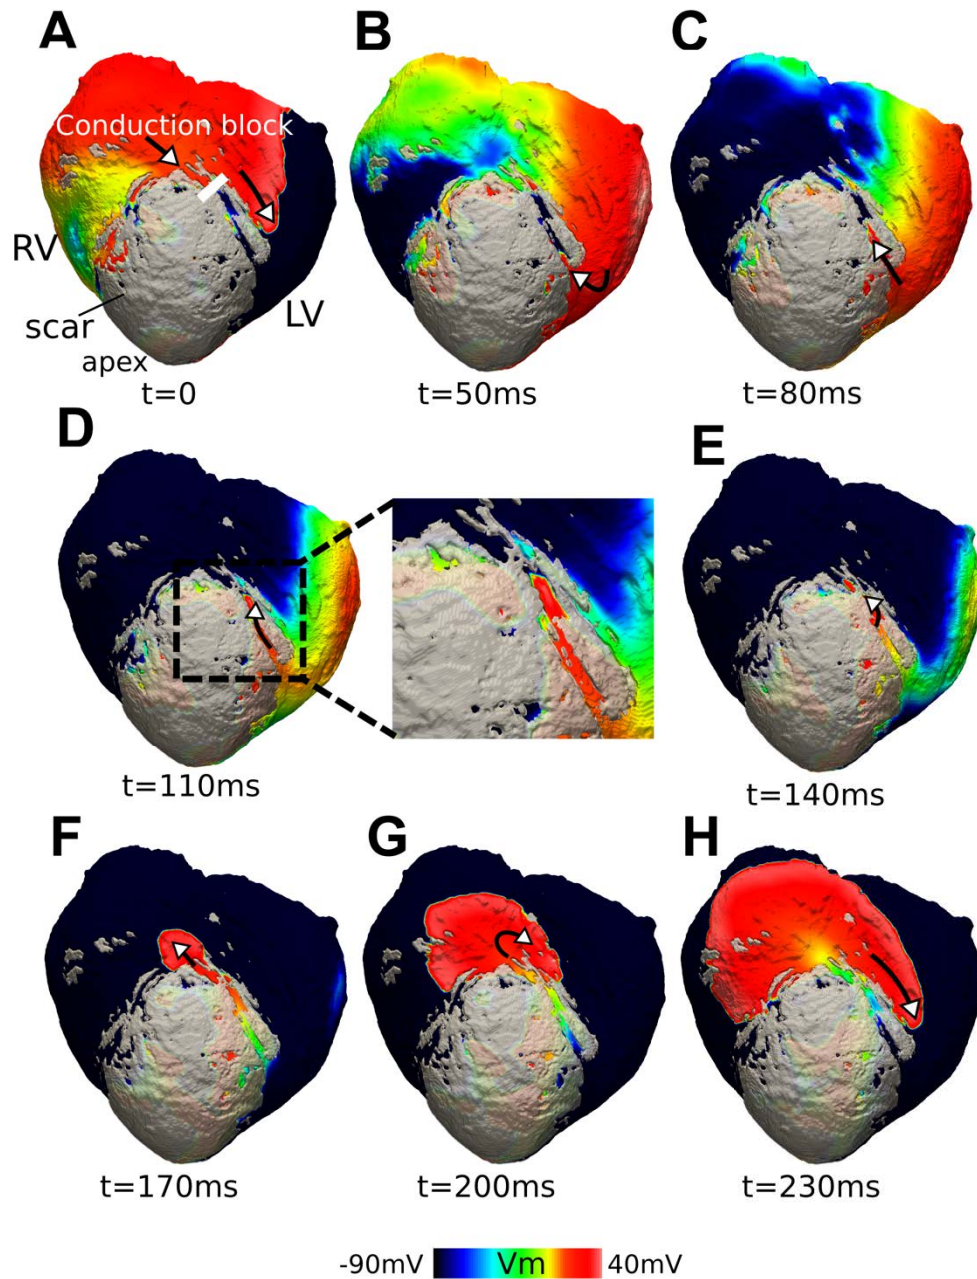 A
B
C
Conduction block
RV
LV
scar
apex
t=0
t=50ms
t=80ms
D
E
t=110ms
t=140ms
F
G
H
t=170ms
t=200ms
t=230ms
-90mV Vm 40mV